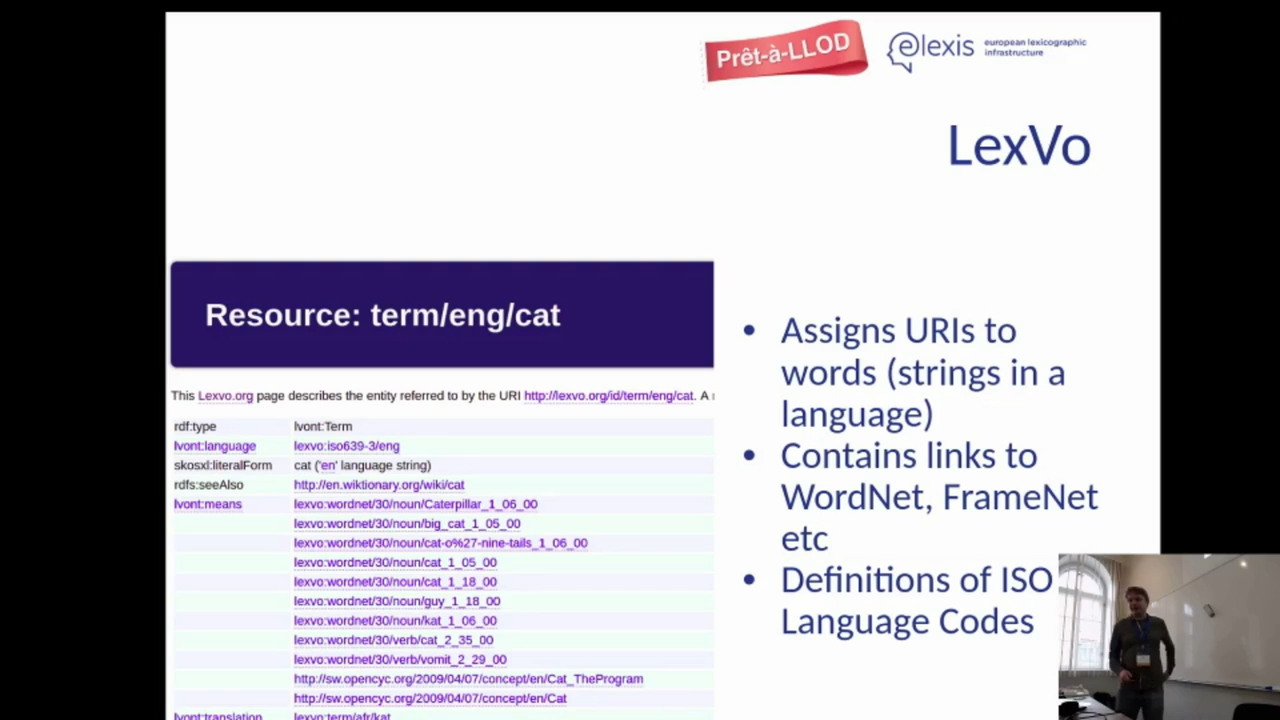 Prêt-à-LLOD
elexis
european lexicographic
infrastructure
LexVo
Resource: term/eng/cat
This Lexvo.org page describes the entity referred to by the URI http://lexvo.org/id/term/eng/cat. A
rdf:type lvont:Term
lvont:language lexvo:iso639-3/eng
skosxl:literalForm cat ('en' language string)
rdfs:seeAlso http://en.wiktionary.org/wiki/cat
lvont:means lexvo:wordnet/30/noun/Caterpillar_1_06_00
lexvo:wordnet/30/noun/big_cat_1_05_00
lexvo:wordnet/30/noun/cat-o%27-nine-tails_1_06_00
lexvo:wordnet/30/noun/cat_1_05_00
lexvo:wordnet/30/noun/cat_1_18_00
lexvo:wordnet/30/noun/guy_1_18_00
lexvo:wordnet/30/noun/kat_1_06_00
lexvo:wordnet/30/verb/cat_2_35_00
lexvo:wordnet/30/verb/vomit_2_29_00
http://sw.opencyc.org/2009/04/07/concept/en/Cat_TheProgram
http://sw.opencyc.org/2009/04/07/concept/en/Cat
lvont:translation lexvo:term/afr/kat
• Assigns URIs to
words (strings in a
language)
• Contains links to
WordNet, FrameNet
etc
• Definitions of ISO
Language Codes